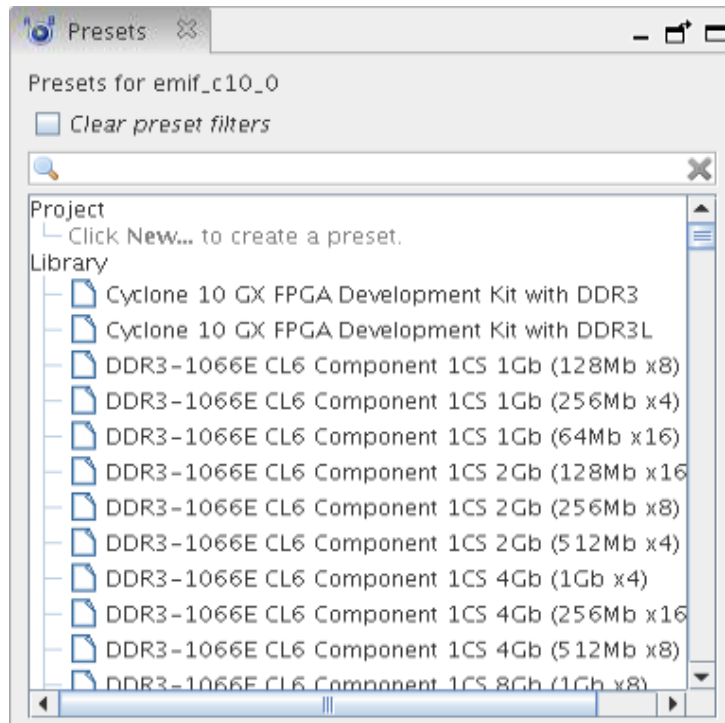 Presets
Presets for emif_c10_0
Clear preset filters
Project
Click New... to create a preset.
Library
Cyclone 10 GX FPGA Development Kit with DDR3
Cyclone 10 GX FPGA Development Kit with DDR3L
DDR3-1066E CL6 Component 1CS 1Gb (128Mb x8)
DDR3-1066E CL6 Component 1CS 1Gb (256Mb x4)
DDR3-1066E CL6 Component 1CS 1Gb (64Mb x16)
DDR3-1066E CL6 Component 1CS 2Gb (128Mb x16
DDR3-1066E CL6 Component 1CS 2Gb (256Mb x8)
DDR3-1066E CL6 Component 1CS 2Gb (512Mb x4)
DDR3-1066E CL6 Component 1CS 4Gb (1Gb x4)
DDR3-1066E CL6 Component 1CS 4Gb (256Mb x16
DDR3-1066E CL6 Component 1CS 4Gb (512Mb x8)
DDR3-1066E CL6 Component 1CS 8Gb (1Gb x8)